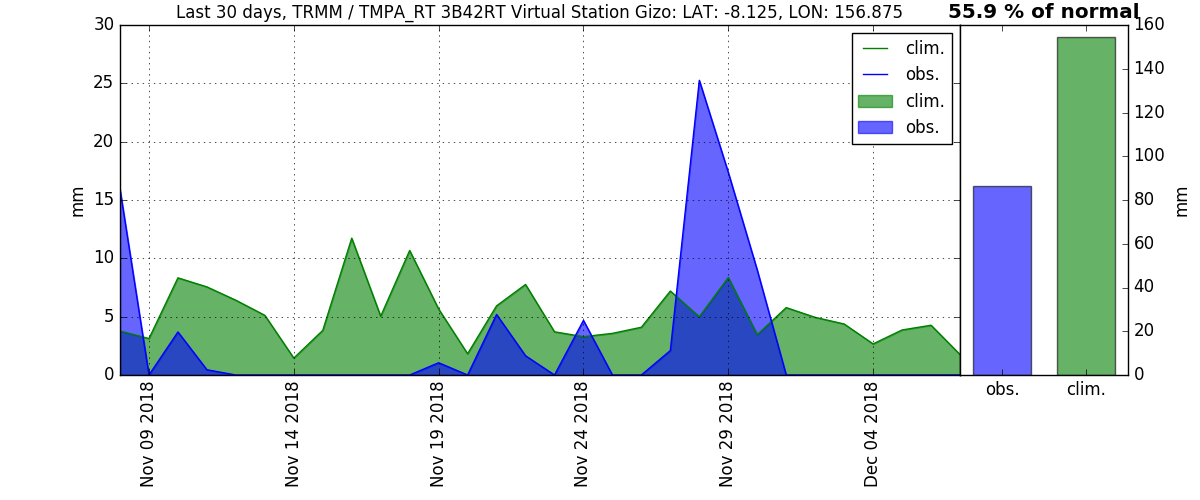 Last 30 days, TRMM / TMPA_RT 3B42RT Virtual Station Gizo: LAT: -8.125, LON: 156.875
55.9 % of normal
30
25
20
15
10
5
0
mm
clim.
obs.
clim.
obs.
Nov 09 2018
Nov 14 2018
Nov 19 2018
Nov 24 2018
Nov 29 2018
Dec 04 2018
160
140
120
100
80
60
40
20
0
mm
obs.
clim.